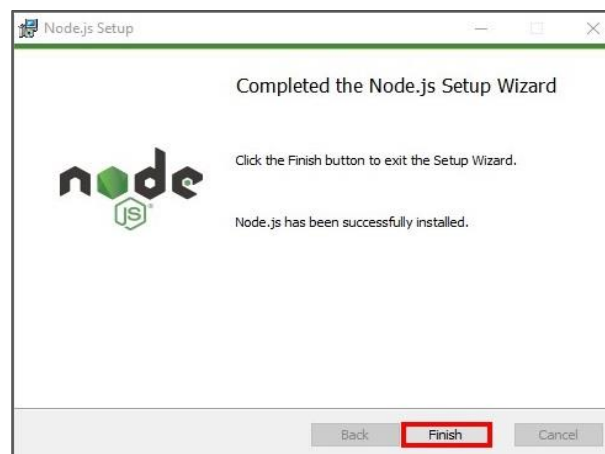 Node.js Setup
Completed the Node.js Setup Wizard
Click the Finish button to exit the Setup Wizard.
node
JS
Node.js has been successfully installed.
Back Finish Cancel